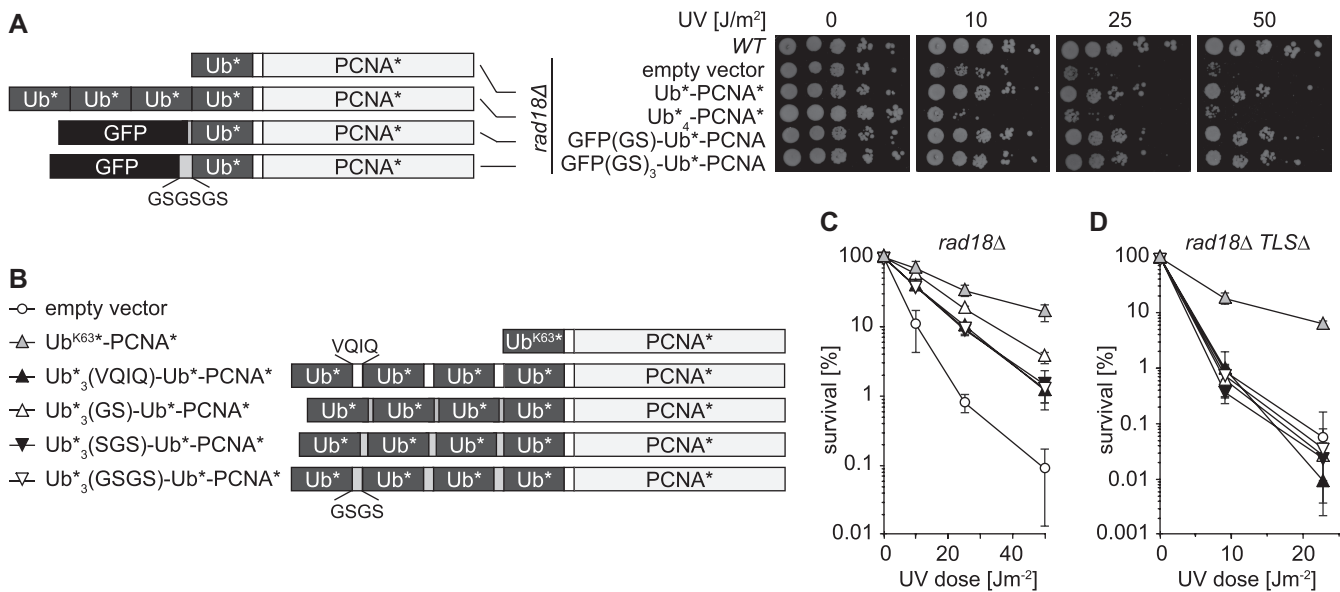 A
UV [J/m²] 0 10 25 50
Ub* PCNA*
Ub* Ub* Ub* Ub* PCNA*
GFP Ub* PCNA*
GFP Ub* PCNA*
GSGSGS
rad18Δ
WT
empty vector
Ub*-PCNA*
Ub*4-PCNA*
GFP(GS)-Ub*-PCNA
GFP(GS)3-Ub*-PCNA
B
empty vector
UbK63*-PCNA*
Ub*3(VQIQ)-Ub*-PCNA*
Ub*3(GS)-Ub*-PCNA*
Ub*3(SGS)-Ub*-PCNA*
Ub*3(GSGS)-Ub*-PCNA*
UbK63* PCNA*
VQIQ
Ub* Ub* Ub* Ub* PCNA*
Ub* Ub* Ub* Ub* PCNA*
Ub* Ub* Ub* Ub* PCNA*
Ub* Ub* Ub* Ub* PCNA*
GSGS
C
rad18Δ
100
10
1
0.1
0.01
survival [%]
0 20 40
UV dose [Jm-2]
D
rad18Δ TLSΔ
100
10
1
0.1
0.01
0.001
survival [%]
0 10 20
UV dose [Jm-2]